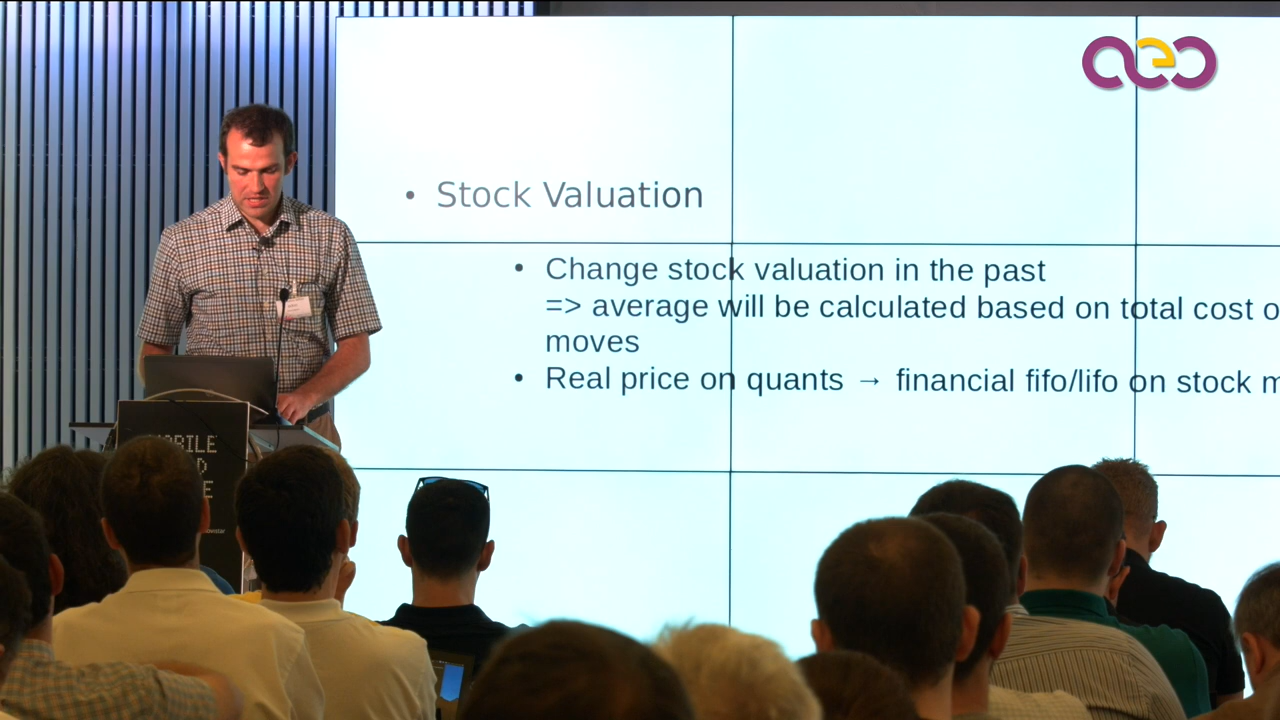 aeo
• Stock Valuation
• Change stock valuation in the past
=> average will be calculated based on total cost o
moves
• Real price on quants → financial fifo/lifo on stock m